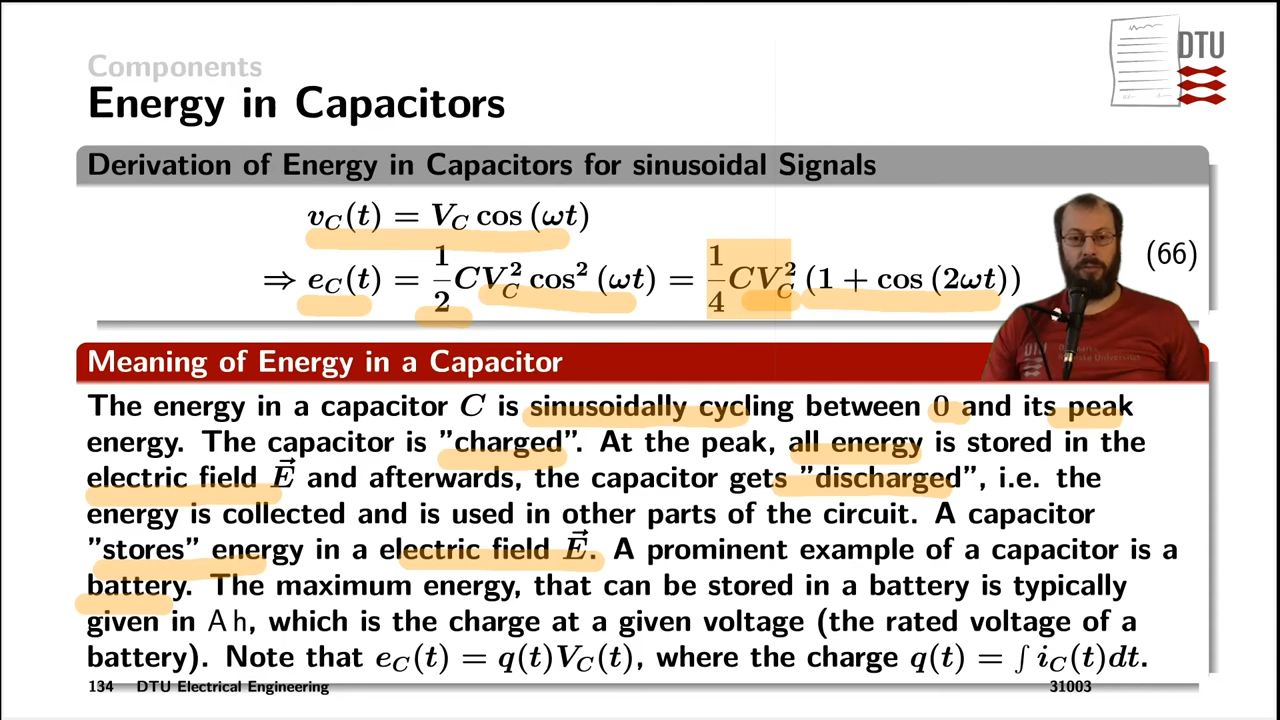 Components
Energy in Capacitors
DTU
Derivation of Energy in Capacitors for sinusoidal Signals
v_C(t) = V_C cos (ωt)
⇒ e_C(t) = 1/2 CV_C^2 cos^2 (ωt) = 1/4 CV_C^2 (1 + cos (2ωt))
(66)
Meaning of Energy in a Capacitor
The energy in a capacitor C is sinusoidally cycling between 0 and its peak
energy. The capacitor is "charged". At the peak, all energy is stored in the
electric field E⃗ and afterwards, the capacitor gets "discharged", i.e. the
energy is collected and is used in other parts of the circuit. A capacitor
"stores" energy in a electric field E⃗. A prominent example of a capacitor is a
battery. The maximum energy, that can be stored in a battery is typically
given in A h, which is the charge at a given voltage (the rated voltage of a
battery). Note that e_C(t) = q(t)V_C(t), where the charge q(t) = ∫ i_C(t)dt.
134 DTU Electrical Engineering 31003